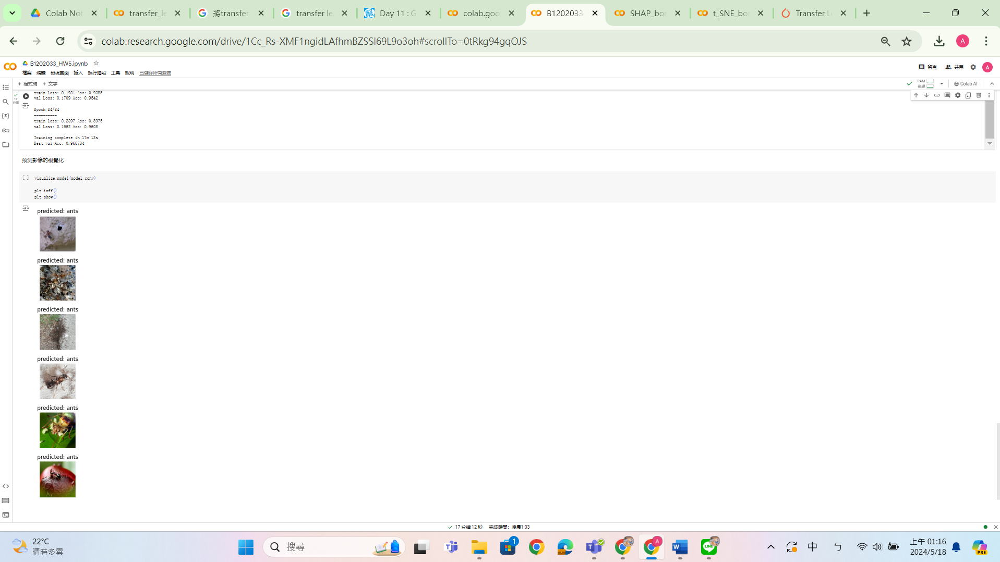 Colab Not
transfer_le
將transfer
transfer le
Day 11 : G
colab.goo
B1202033
SHAP_bor
t_SNE_bor
Transfer L
colab.research.google.com/drive/1Cc_Rs-XMF1ngidLAfhmBZSSl69L9o3oh#scrollTo=0tRkg94gqOJS
A
B1202033_HW5.ipynb
檔案 編輯 檢視畫面 插入 執行階段 工具 說明 已儲存所有變更
留言 共用 A
+ 程式碼 + 文字
RAM
磁碟
Colab AI
17
分鐘
train Loss: 0.1931 Acc: 0.9385
val Loss: 0.1709 Acc: 0.9542
Epoch 24/24
----------
train Loss: 0.2397 Acc: 0.8975
val Loss: 0.1662 Acc: 0.9608
Training complete in 17m 13s
Best val Acc: 0.960784
預測影像的視覺化
[ ] visualize_model(model_conv)
plt.ioff()
plt.show()
predicted: ants
predicted: ants
predicted: ants
predicted: ants
predicted: ants
predicted: ants
17 分鐘 12 秒 完成時間: 凌晨1:03
22°C
晴時多雲
搜尋
1
A
W
LINE
中
ㄣ
上午 01:16
2024/5/18
PRE